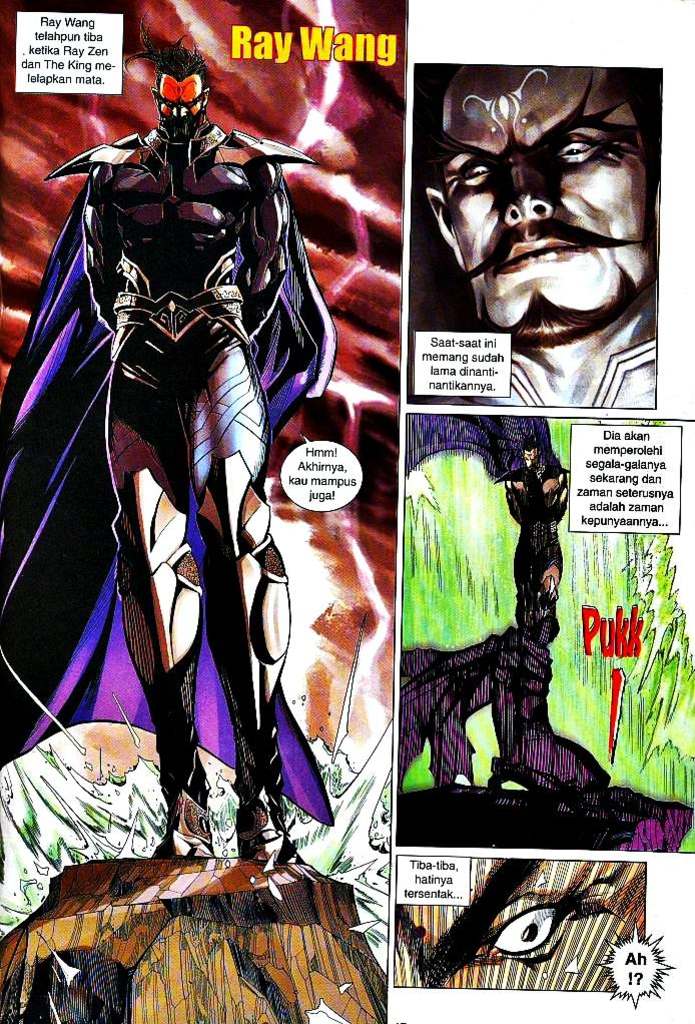 Ray Wang
telahpun tiba
ketika Ray Zen
dan The King me-
lelapkan mata.
Ray Wang
Hmm!
Akhirnya,
kau mampus
juga!
Saat-saat ini
memang sudah
lama dinanti-
nantikannya.
Dia akan
memperolehi
segala-galanya
sekarang dan
zaman seterusnya
adalah zaman
kepunyaannya...
Pukk
!
Tiba-tiba,
hatinya
tersentak...
Ah
!?